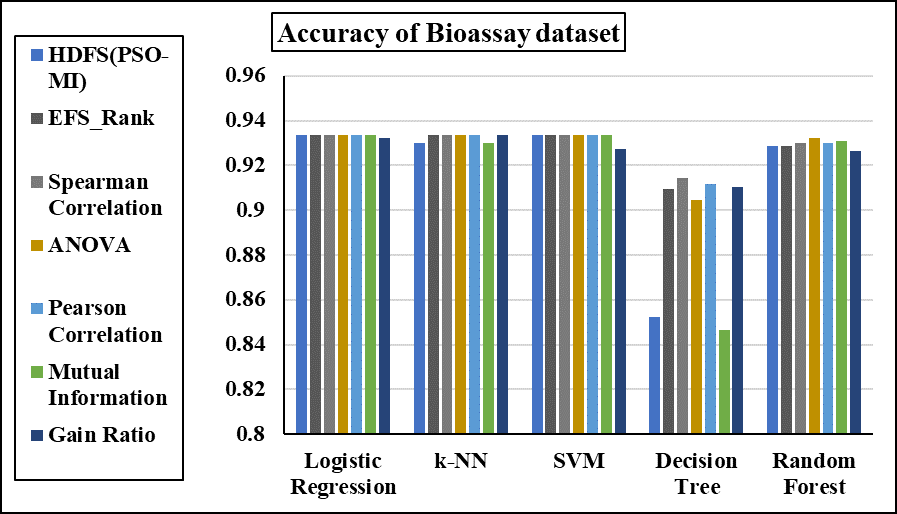 Accuracy of Bioassay dataset
HDFS(PSO-
MI)
EFS_Rank
Spearman
Correlation
ANOVA
Pearson
Correlation
Mutual
Information
Gain Ratio
0.96
0.94
0.92
0.9
0.88
0.86
0.84
0.82
0.8
Logistic
Regression
k-NN
SVM
Decision
Tree
Random
Forest